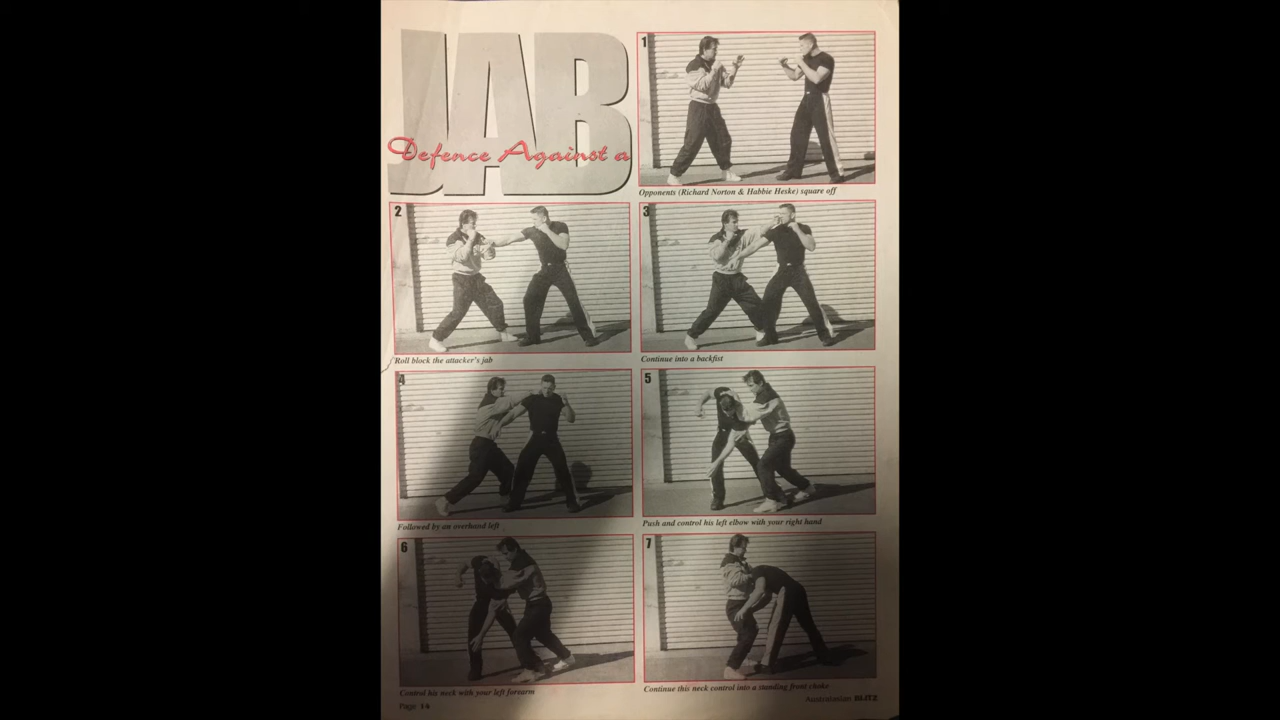 JAB
Defence Against a
1
Opponents (Richard Norton & Habbie Heske) square off
2
Roll block the attacker's jab
3
Continue into a backfist
4
Followed by an overhand left
5
Push and control his left elbow with your right hand
6
Control his neck with your left forearm
7
Continue this neck control into a standing front choke
Page 14
Australasian BLITZ